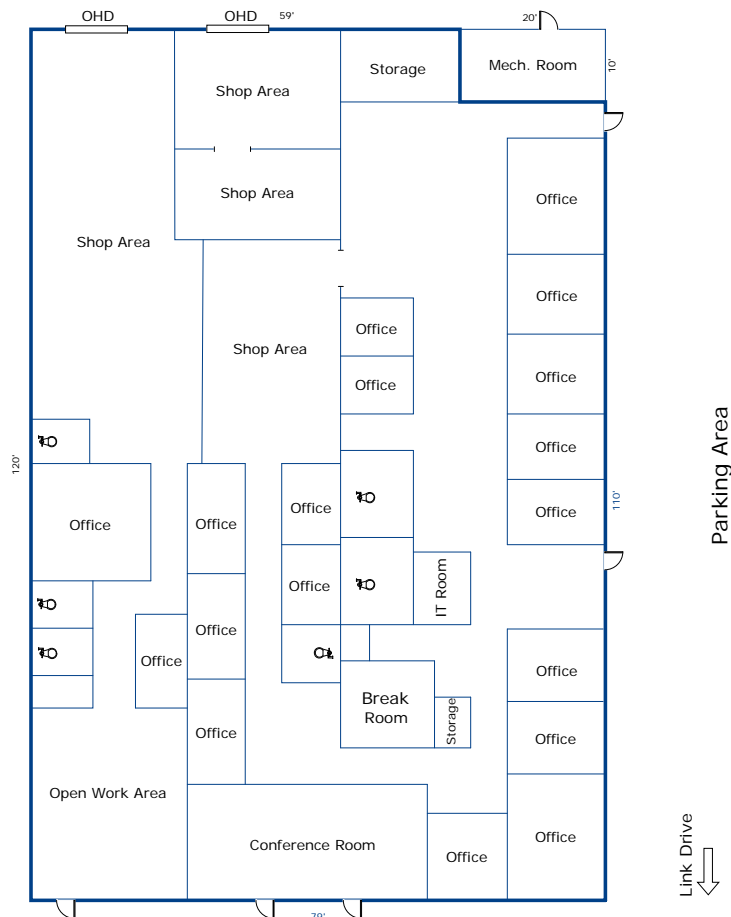 OHD
OHD
59'
20'
Storage
Mech. Room
10'
Shop Area
Shop Area
Office
Shop Area
Office
Office
Shop Area
Office
Office
Parking Area
Office
120'
Office
Office
Office
Office
110'
Office
IT Room
Office
Office
Office
Office
Break
Room
Storage
Office
Office
Open Work Area
Conference Room
Office
Office
Link Drive
79'